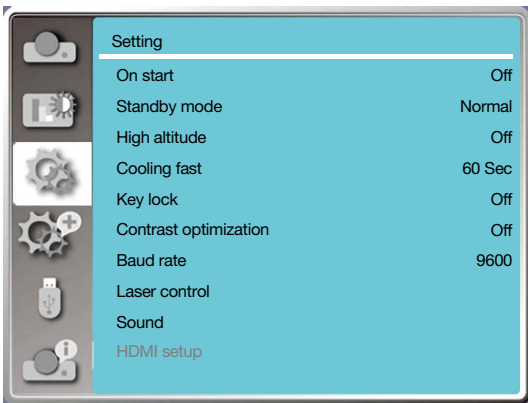 Setting
On start Off
Standby mode Normal
High altitude Off
Cooling fast 60 Sec
Key lock Off
Contrast optimization Off
Baud rate 9600
Laser control
Sound
HDMI setup